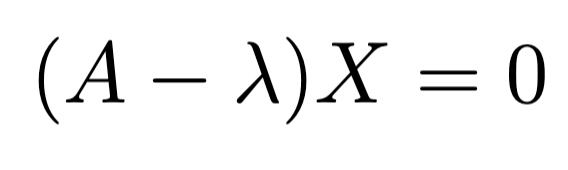 (A − λ)X = 0